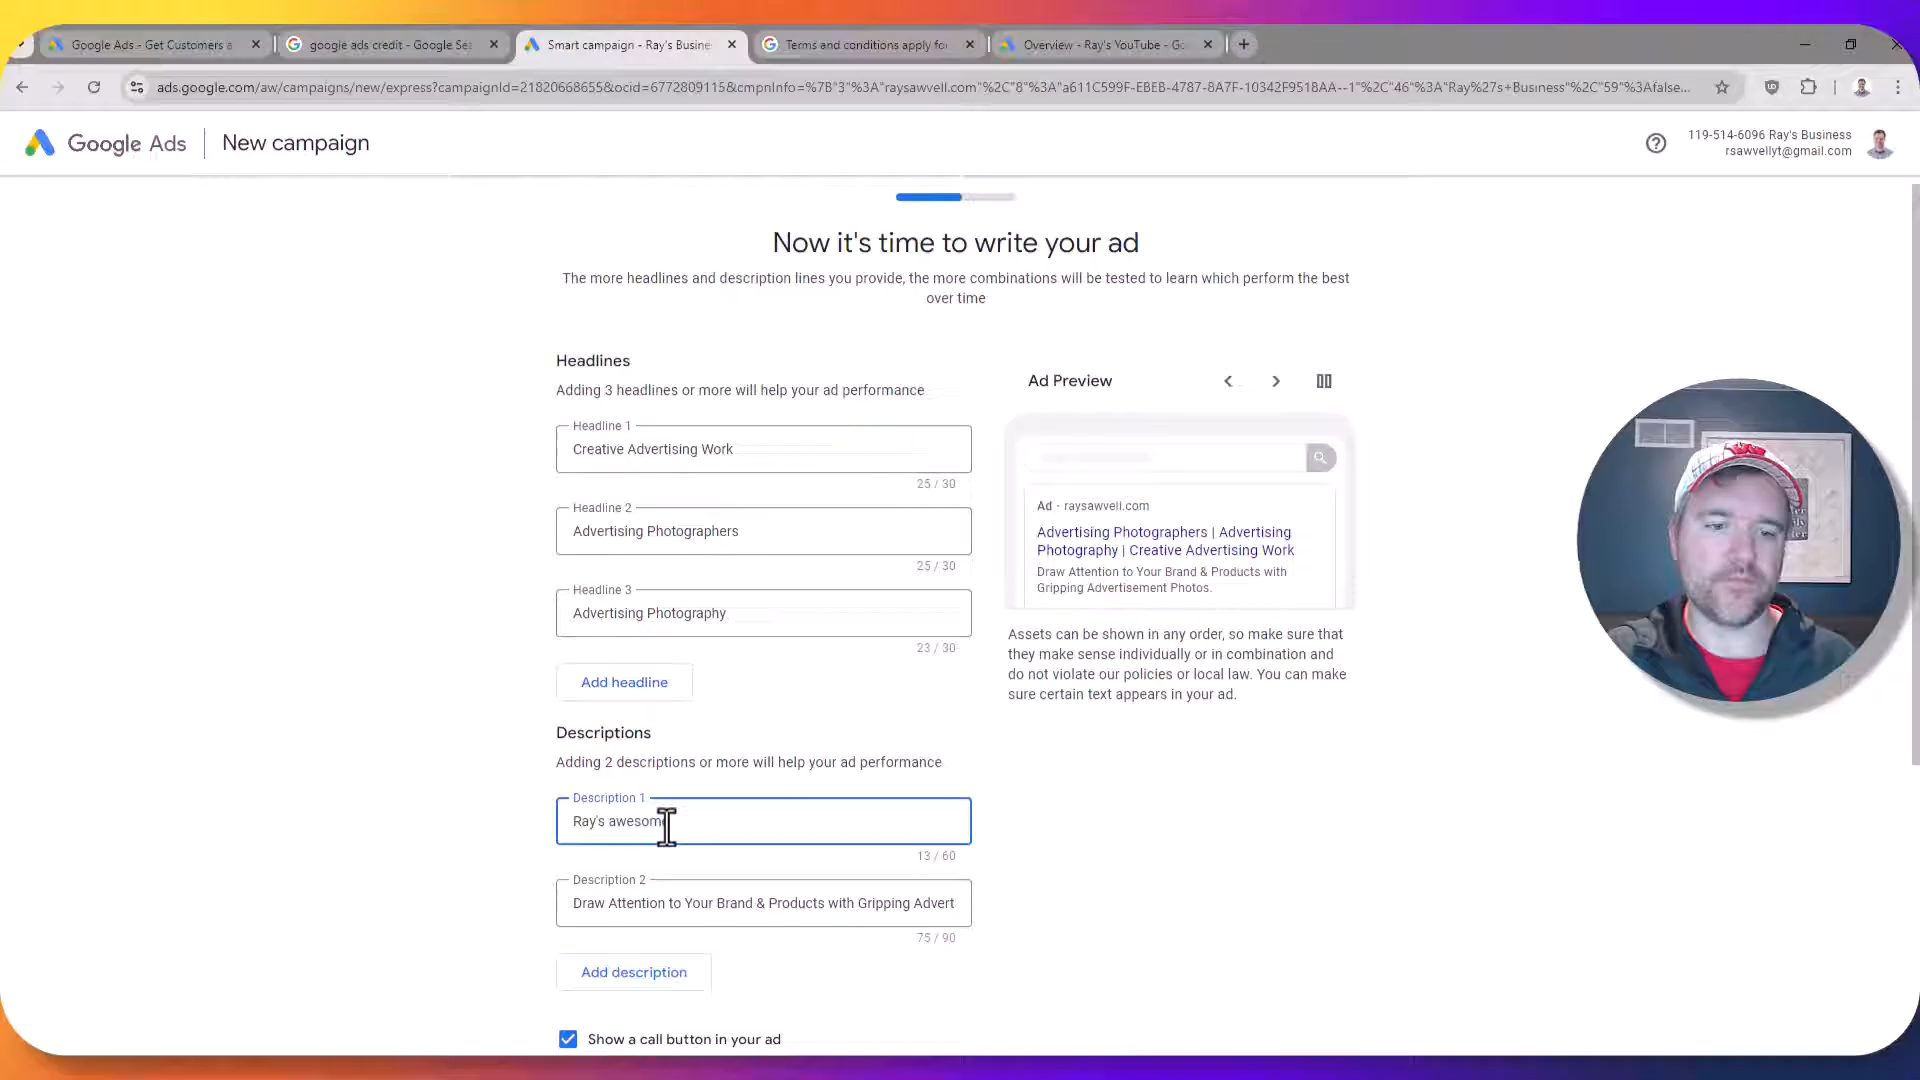 Google Ads - Get Customers a
google ads credit - Google Sea
Smart campaign - Ray's Busine
Terms and conditions apply for
Overview - Ray's YouTube - Go
ads.google.com/aw/campaigns/new/express?campaignId=21820668655&ocid=6772809115&cmpnInfo=%7B"3"%3A"raysawvell.com"%2C"8"%3A"a611C599F-EBEB-4787-8A7F-10342F9518AA--1"%2C"46"%3A"Ray%27s+Business"%2C"59"%3Afalse...
Google Ads
New campaign
119-514-6096 Ray's Business
rsawvellyt@gmail.com
Now it's time to write your ad
The more headlines and description lines you provide, the more combinations will be tested to learn which perform the best
over time
Headlines
Adding 3 headlines or more will help your ad performance
Headline 1
Creative Advertising Work
25 / 30
Headline 2
Advertising Photographers
25 / 30
Headline 3
Advertising Photography
23 / 30
Add headline
Ad Preview
Ad · raysawvell.com
Advertising Photographers | Advertising
Photography | Creative Advertising Work
Draw Attention to Your Brand & Products with
Gripping Advertisement Photos.
Assets can be shown in any order, so make sure that
they make sense individually or in combination and
do not violate our policies or local law. You can make
sure certain text appears in your ad.
Descriptions
Adding 2 descriptions or more will help your ad performance
Description 1
Ray's awesome
13 / 60
Description 2
Draw Attention to Your Brand & Products with Gripping Advert
75 / 90
Add description
Show a call button in your ad